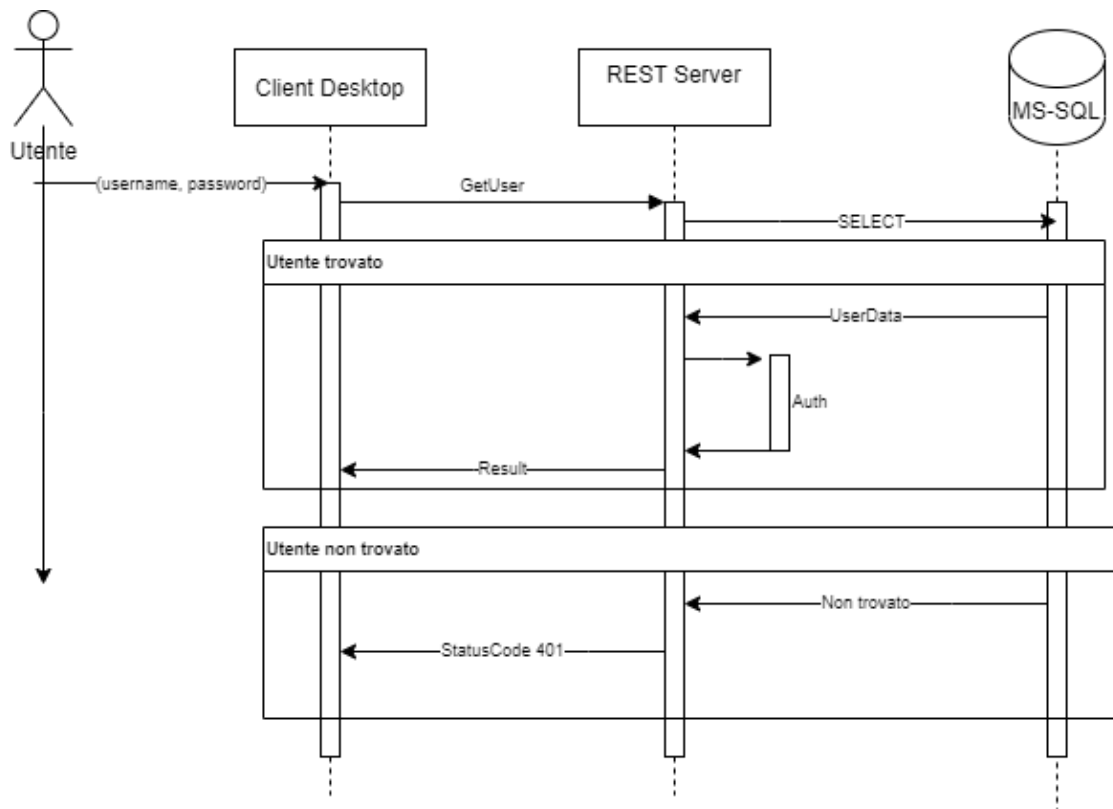 Client Desktop
REST Server
MS-SQL
Utente
(username, password)
GetUser
SELECT
Utente trovato
UserData
Auth
Result
Utente non trovato
Non trovato
StatusCode 401